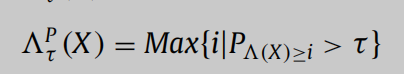 Λ_τ^P(X) = Max{i|P_{Λ(X)≥i} > τ}